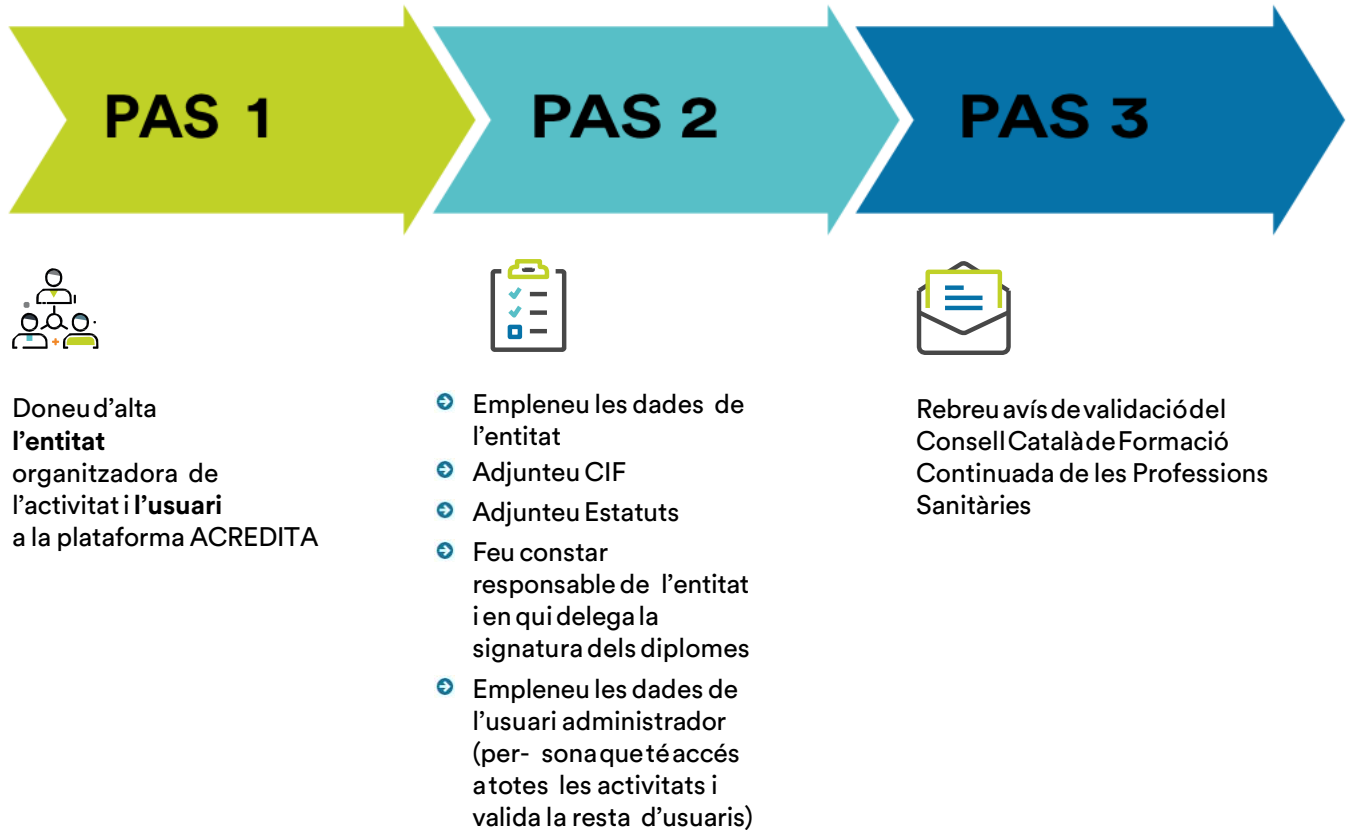 PAS 1
PAS 2
PAS 3
Doneu d’alta
l’entitat
organitzadora de
l’activitat i l’usuari
a la plataforma ACREDITA
Empleneu les dades de
l’entitat
Adjunteu CIF
Adjunteu Estatuts
Feu constar
responsable de l’entitat
i en qui delega la
signatura dels diplomes
Empleneu les dades de
l’usuari administrador
(per- sona que té accés
a totes les activitats i
valida la resta d’usuaris)
Rebreu avís de validació del
Consell Català de Formació
Continuada de les Professions
Sanitàries